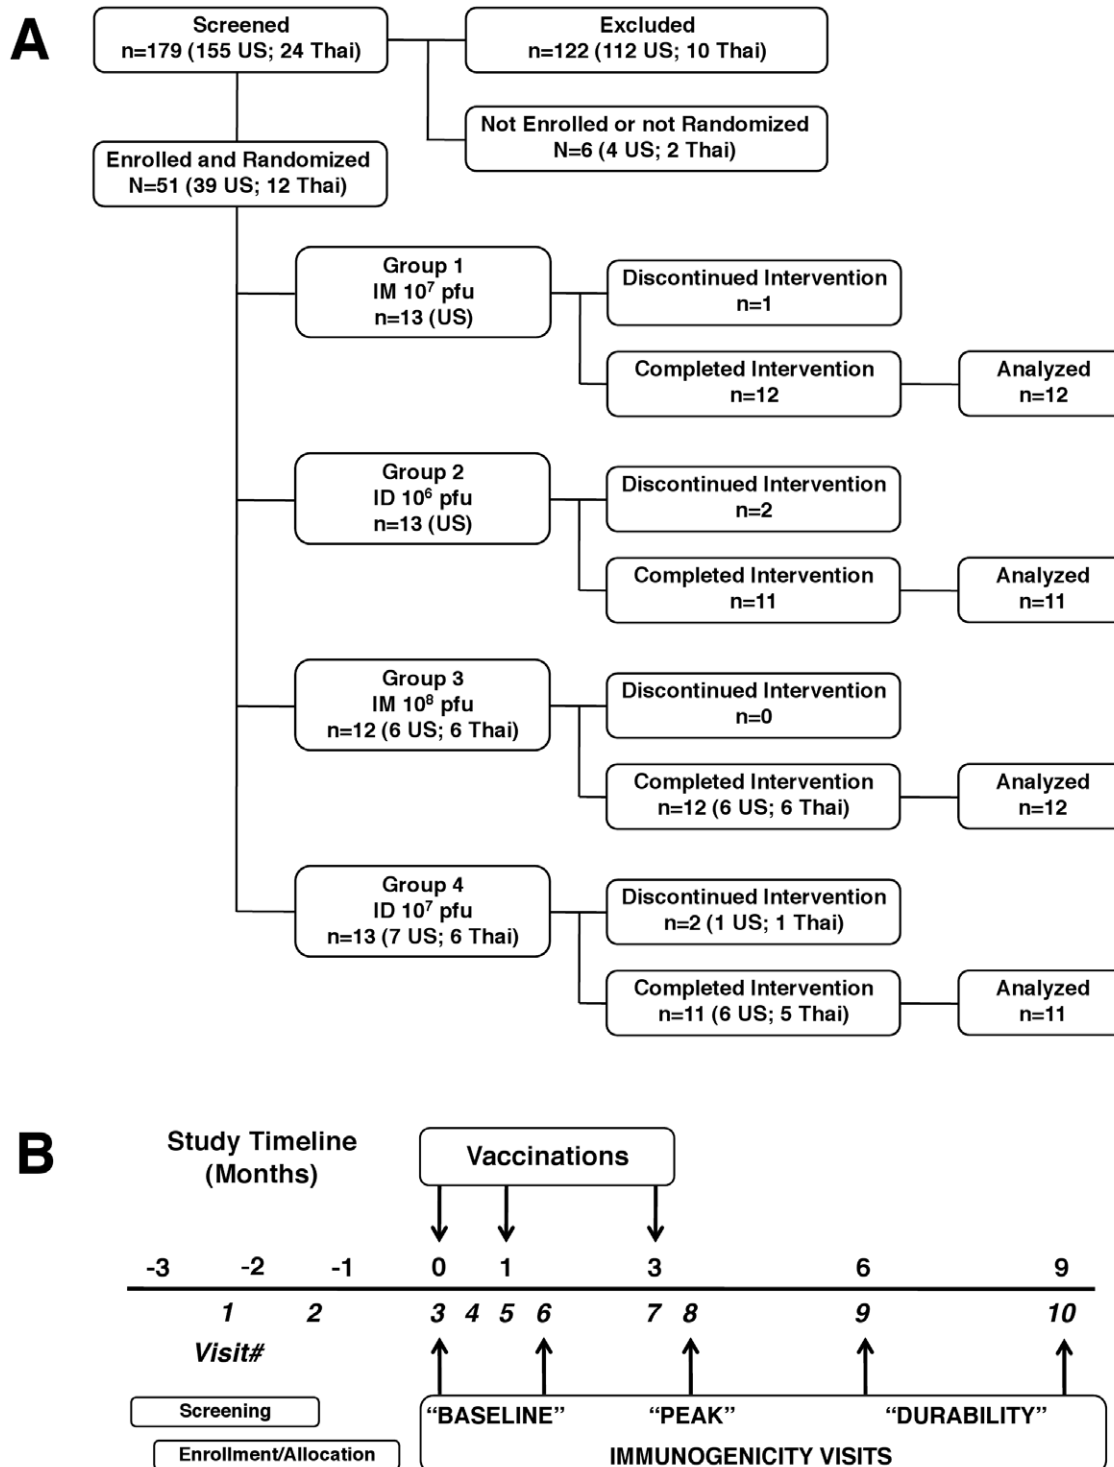 A
Screened
n=179 (155 US; 24 Thai)
Excluded
n=122 (112 US; 10 Thai)
Not Enrolled or not Randomized
N=6 (4 US; 2 Thai)
Enrolled and Randomized
N=51 (39 US; 12 Thai)
Group 1
IM 10⁷ pfu
n=13 (US)
Discontinued Intervention
n=1
Completed Intervention
n=12
Analyzed
n=12
Group 2
ID 10⁶ pfu
n=13 (US)
Discontinued Intervention
n=2
Completed Intervention
n=11
Analyzed
n=11
Group 3
IM 10⁸ pfu
n=12 (6 US; 6 Thai)
Discontinued Intervention
n=0
Completed Intervention
n=12 (6 US; 6 Thai)
Analyzed
n=12
Group 4
ID 10⁷ pfu
n=13 (7 US; 6 Thai)
Discontinued Intervention
n=2 (1 US; 1 Thai)
Completed Intervention
n=11 (6 US; 5 Thai)
Analyzed
n=11
B
Study Timeline
(Months)
Vaccinations
-3 -2 -1 0 1 3 6 9
1 2 3 4 5 6 7 8 9 10
Visit#
Screening
Enrollment/Allocation
“BASELINE” “PEAK” “DURABILITY”
IMMUNOGENICITY VISITS